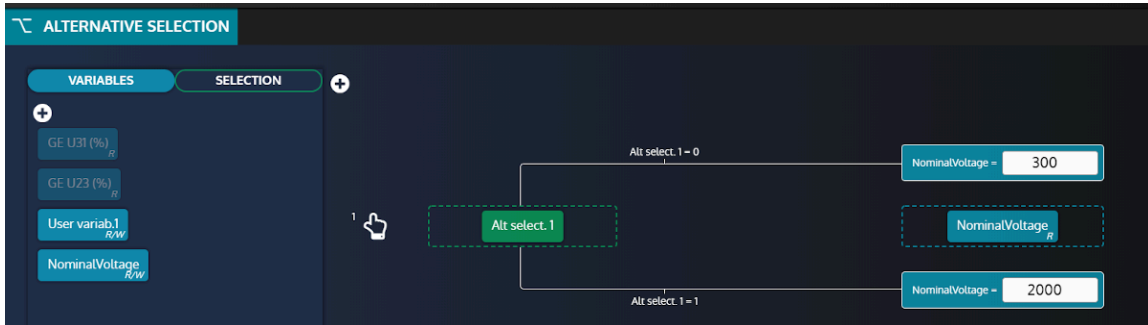 ALTERNATIVE SELECTION
VARIABLES
SELECTION
GE U31 (%)
R
GE U23 (%)
R
User variab.1
R/W
NominalVoltage
R/W
1
Alt select. 1 = 0
Alt select. 1
Alt select. 1 = 1
NominalVoltage = 300
NominalVoltage
R
NominalVoltage = 2000